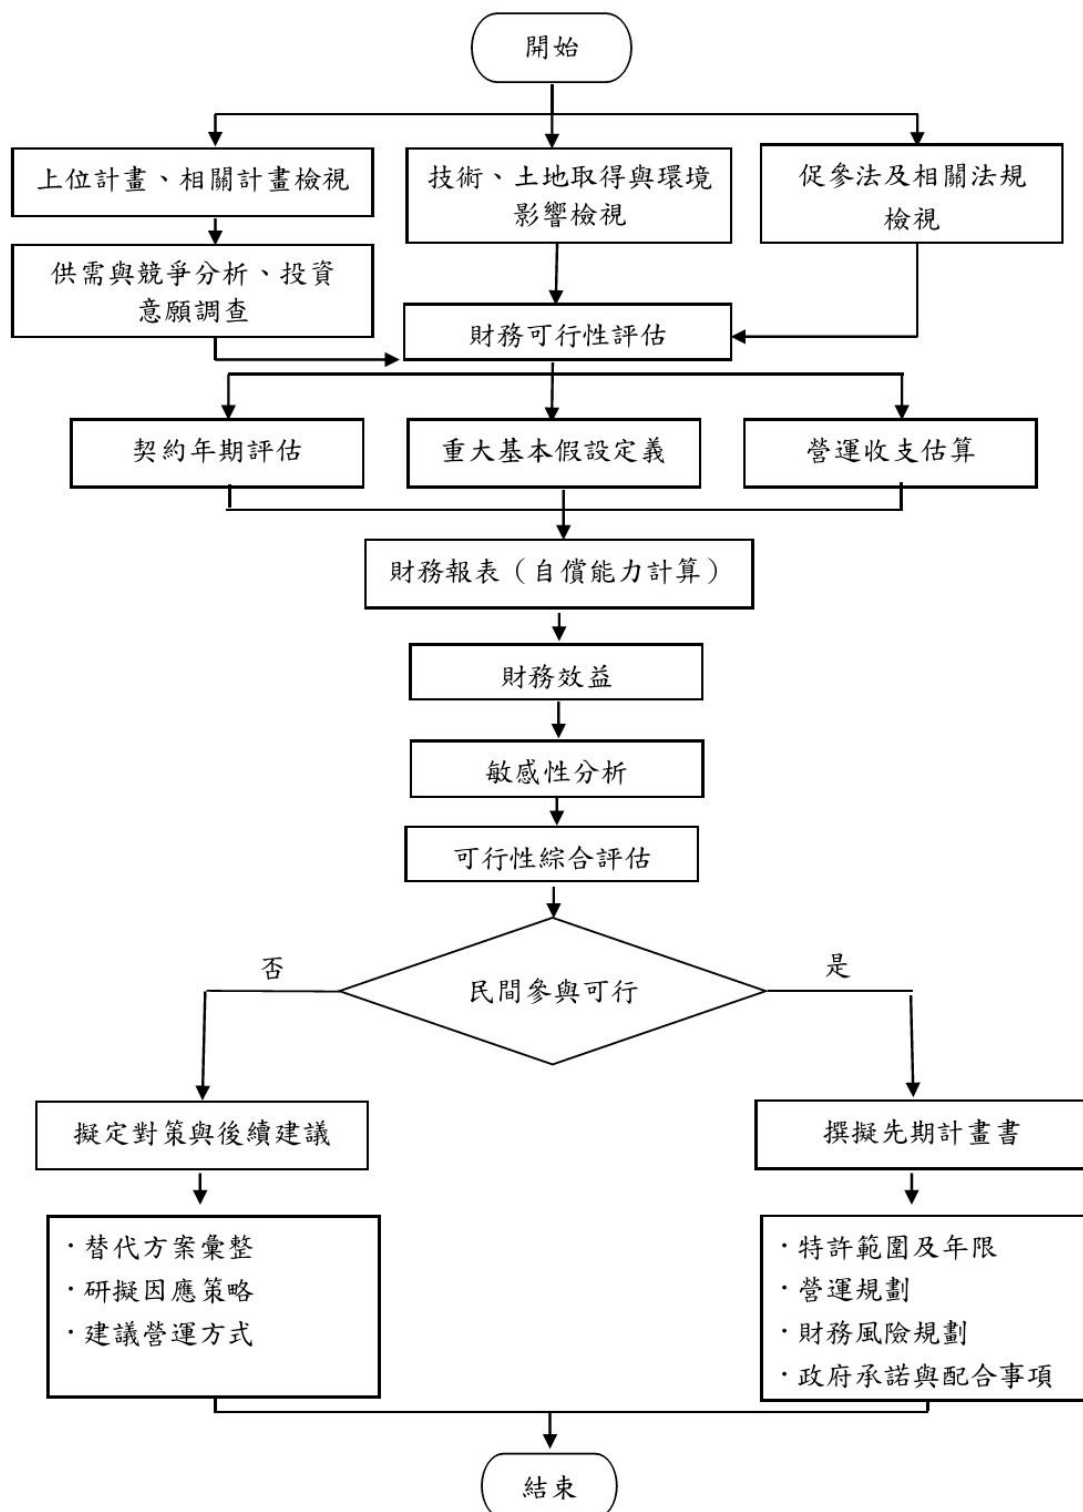 開始
上位計畫、相關計畫檢視
技術、土地取得與環境
影響檢視
促參法及相關法規
檢視
供需與競爭分析、投資
意願調查
財務可行性評估
契約年期評估
重大基本假設定義
營運收支估算
財務報表（自償能力計算）
財務效益
敏感性分析
可行性綜合評估
民間參與可行
否
是
擬定對策與後續建議
撰擬先期計畫書
·替代方案彙整
·研擬因應策略
·建議營運方式
·特許範圍及年限
·營運規劃
·財務風險規劃
·政府承諾與配合事項
結束